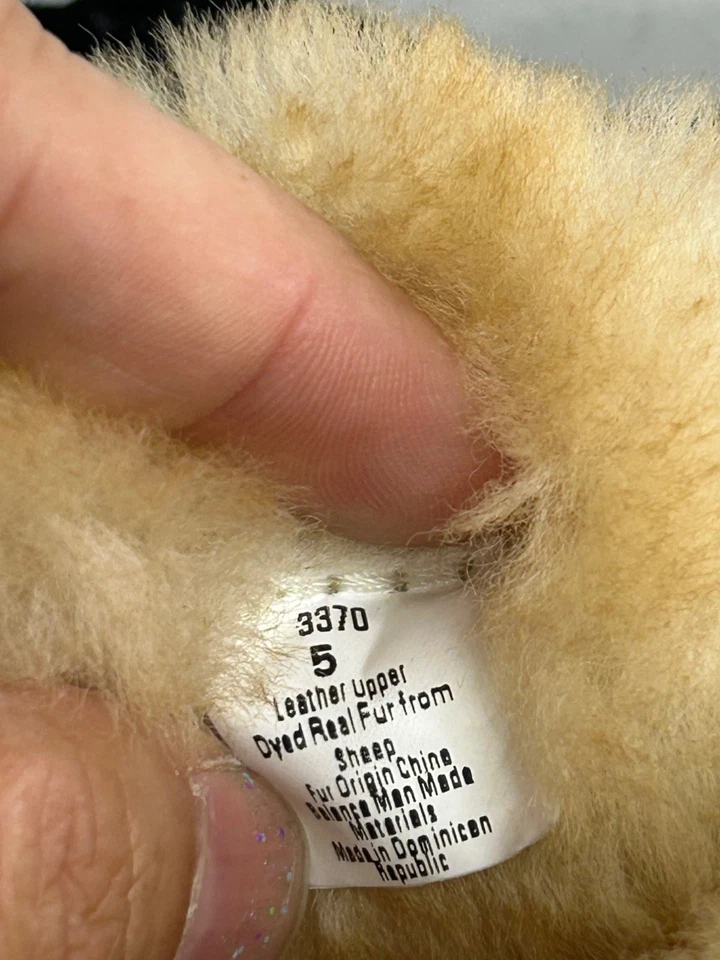 3370
5
Leather Upper
Dyed Real Fur from
Sheep
Fur Origin China
Balance Man Made
Materials
Made in Dominican
Republic